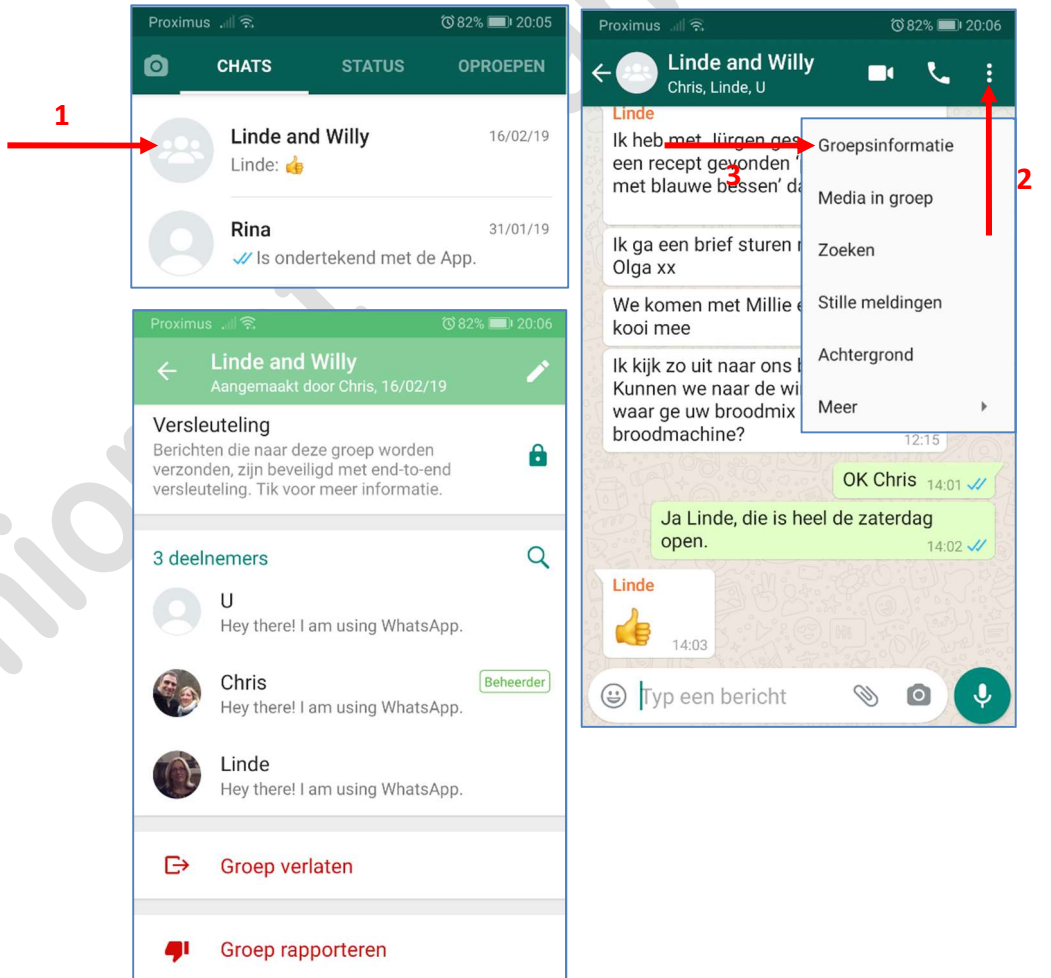 Proximus 82% 20:05
CHATS STATUS OPROEPEN
1
Linde and Willy 16/02/19
Linde: 👍
Rina 31/01/19
Is ondertekend met de App.
Proximus 82% 20:06
Linde and Willy
Chris, Linde, U
Linde
Ik heb met Jürgen ges
een recept gevonden '
met blauwe bessen' da
Ik ga een brief sturen
Olga xx
We komen met Millie e
kooi mee
Ik kijk zo uit naar ons
Kunnen we naar de wi
waar ge uw broodmix
broodmachine?
12:15
Groepsinformatie
Media in groep
Zoeken
Stille meldingen
Achtergrond
Meer
3
2
OK Chris 14:01
Ja Linde, die is heel de zaterdag
open. 14:02
Linde
👍
14:03
Typ een bericht
Proximus 82% 20:06
Linde and Willy
Aangemaakt door Chris, 16/02/19
Versleuteling
Berichten die naar deze groep worden
verzonden, zijn beveiligd met end-to-end
versleuteling. Tik voor meer informatie.
3 deelnemers
U
Hey there! I am using WhatsApp.
Chris Beheerder
Hey there! I am using WhatsApp.
Linde
Hey there! I am using WhatsApp.
Groep verlaten
Groep rapporteren